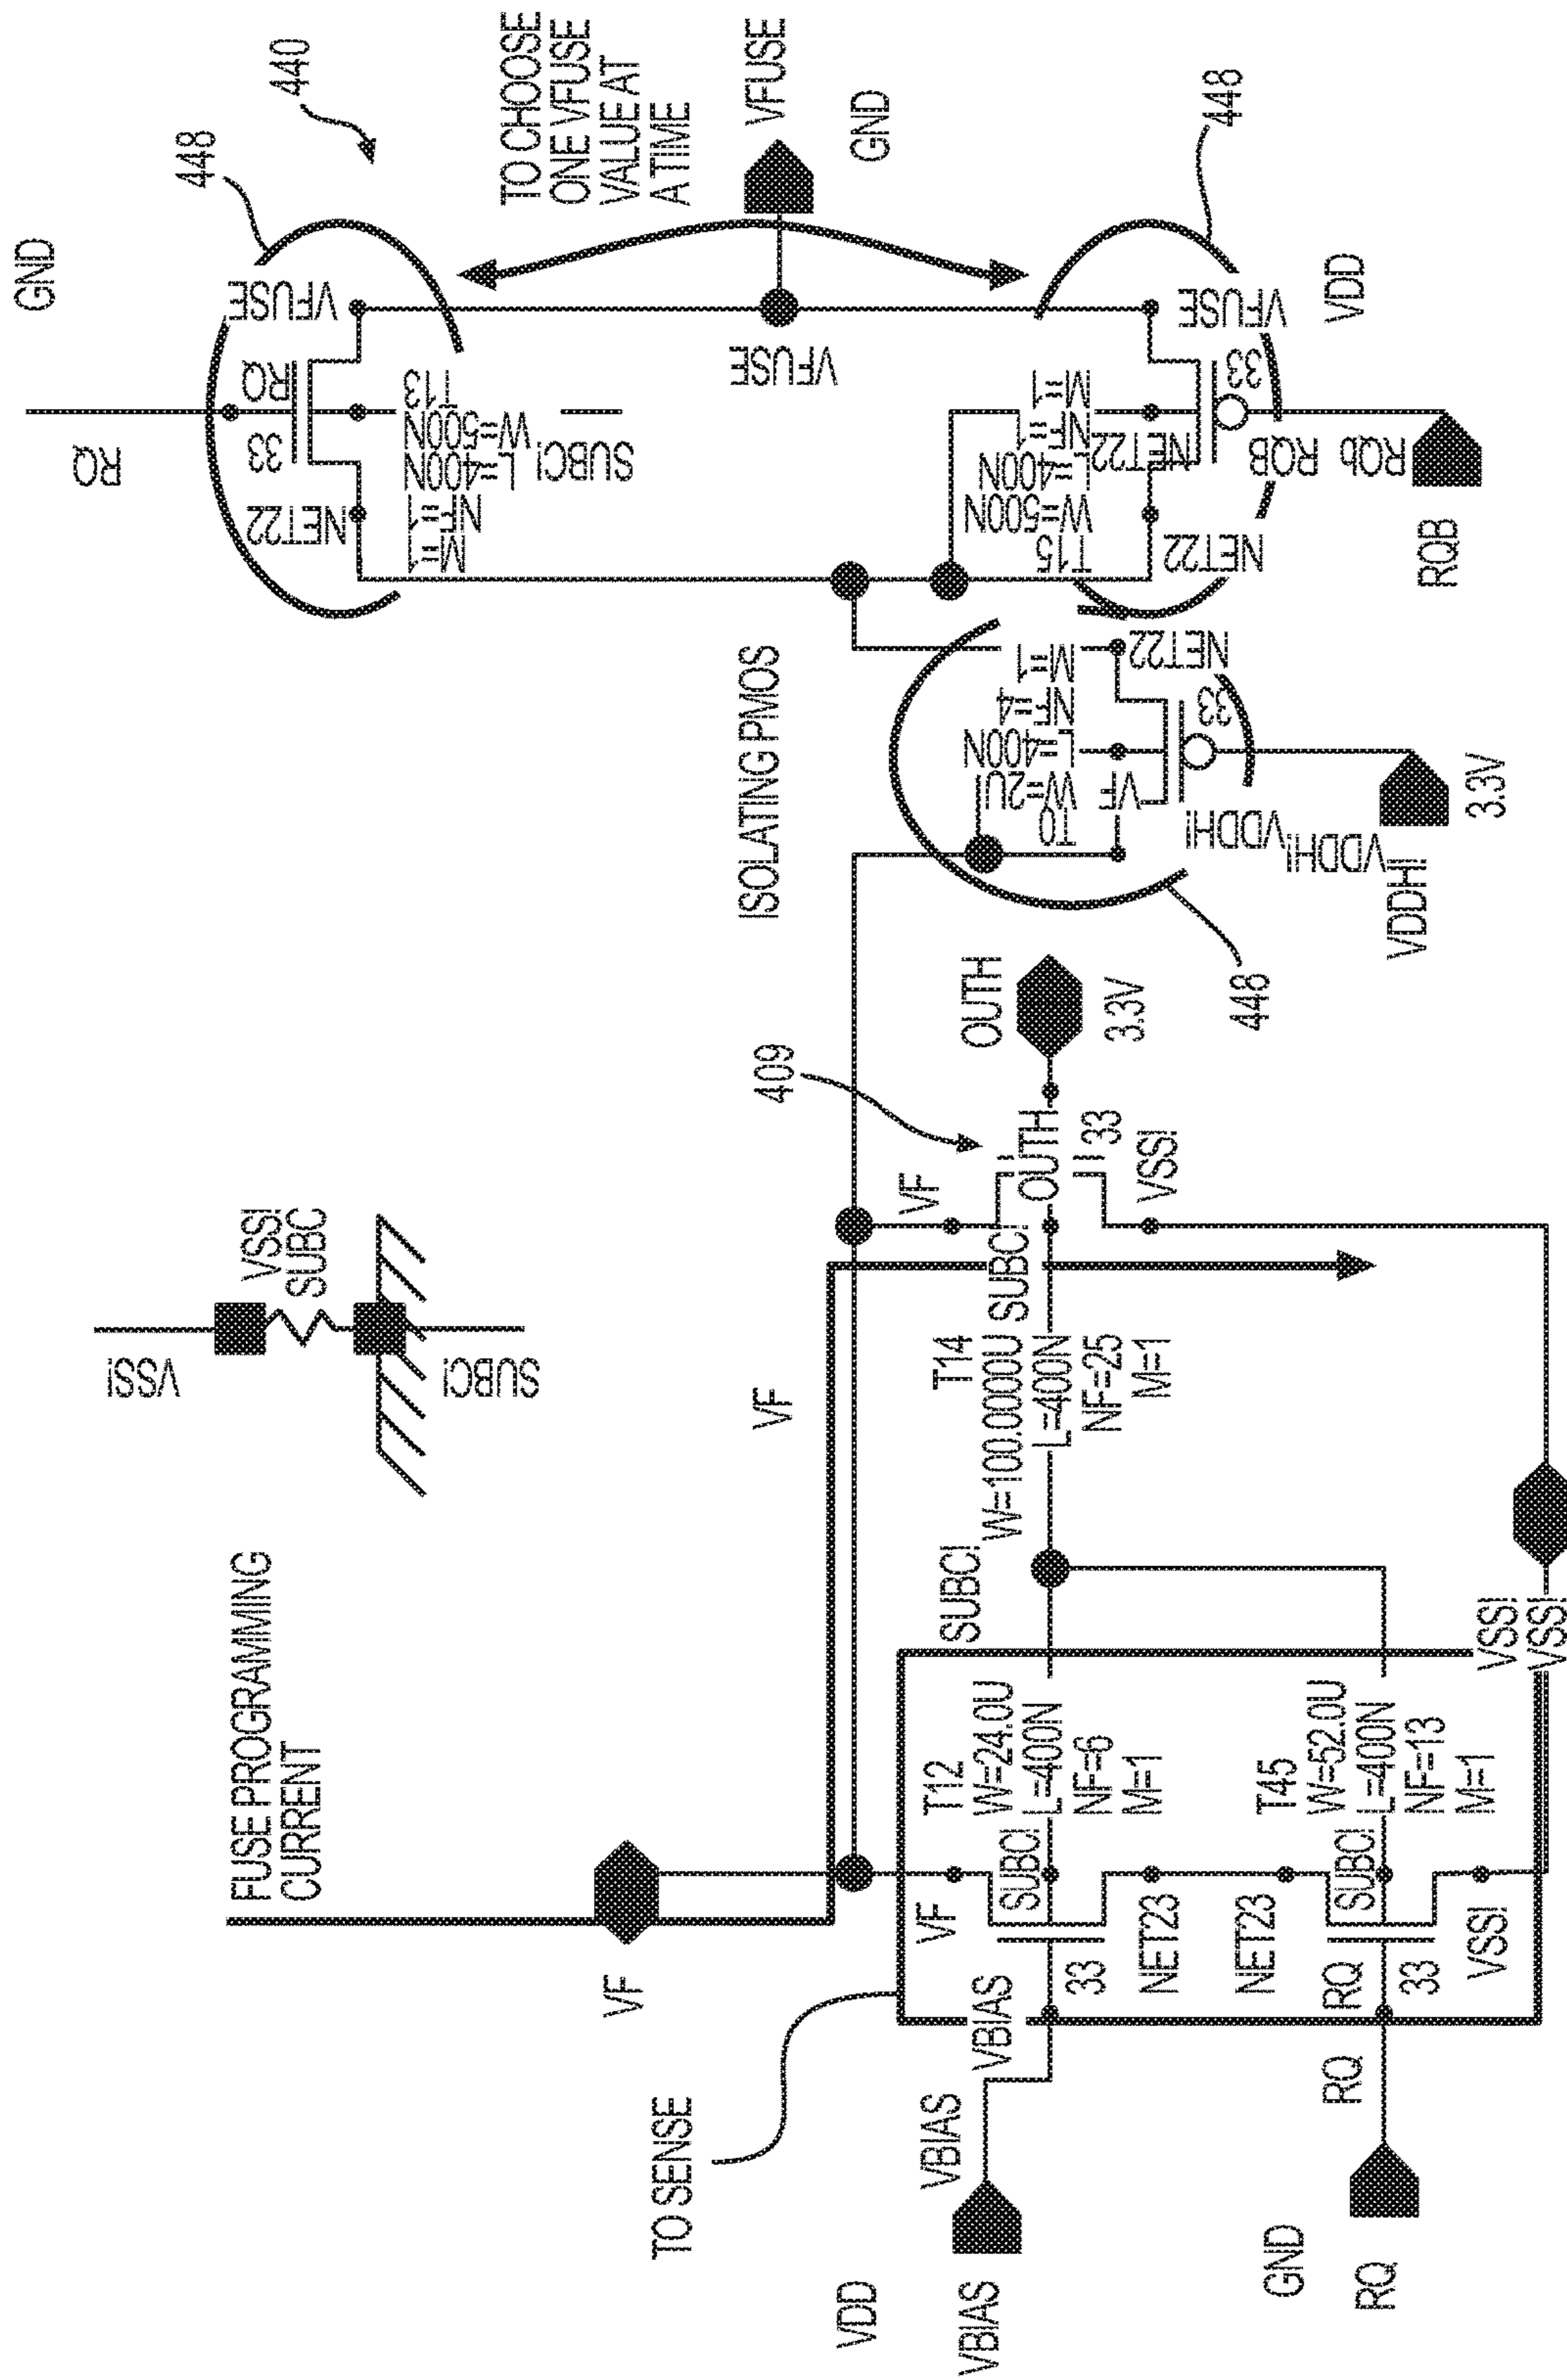 FUSE PROGRAMMING
CURRENT
VSS!
VSS!
SUBC
SUBC!
GND
448
440
RQ
RQ
33
VFUSE
NET22
T13
W=500N
L=400N
NF=1
M=1
SUBC!
TO CHOOSE
ONE VFUSE
VALUE AT
A TIME
VFUSE
VFUSE
GND
448
TO SENSE
VF
VF
VDD
VBIAS
VBIAS
VBIAS
VF
33
SUBC!
T12
W=24.0U
L=400N
NF=6
M=1
NET23
NET23
GND
RQ
RQ
RQ
33
SUBC!
T45
W=52.0U
L=400N
NF=13
M=1
VSS!
VSS!
VSS!
SUBC!
T14
W=100.0000U
L=400N
NF=25
M=1
SUBC!
VF
OUTH
33
VSS!
409
OUTH
3.3V
ISOLATING PMOS
T0
W=2U
L=400N
NF=4
M=1
VF
NET22
33
VDDH!
VDDH!
VDDH!
3.3V
448
T15
W=500N
L=400N
NF=1
M=1
NET22
NET22
VFUSE
33
RQB
RQb
RQB
VDD